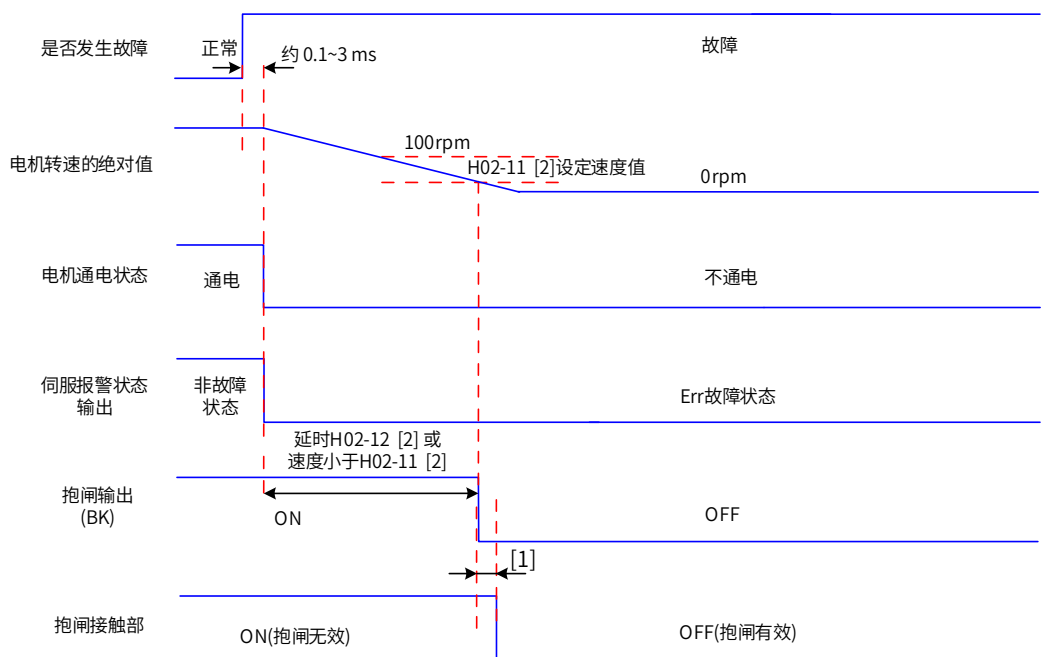 是否发生故障
正常
约 0.1~3 ms
故障
电机转速的绝对值
100rpm
H02-11 [2]设定速度值
0rpm
电机通电状态
通电
不通电
伺服报警状态
输出
非故障
状态
Err故障状态
延时H02-12 [2] 或
速度小于H02-11 [2]
抱闸输出
(BK)
ON
OFF
[1]
抱闸接触部
ON(抱闸无效)
OFF(抱闸有效)